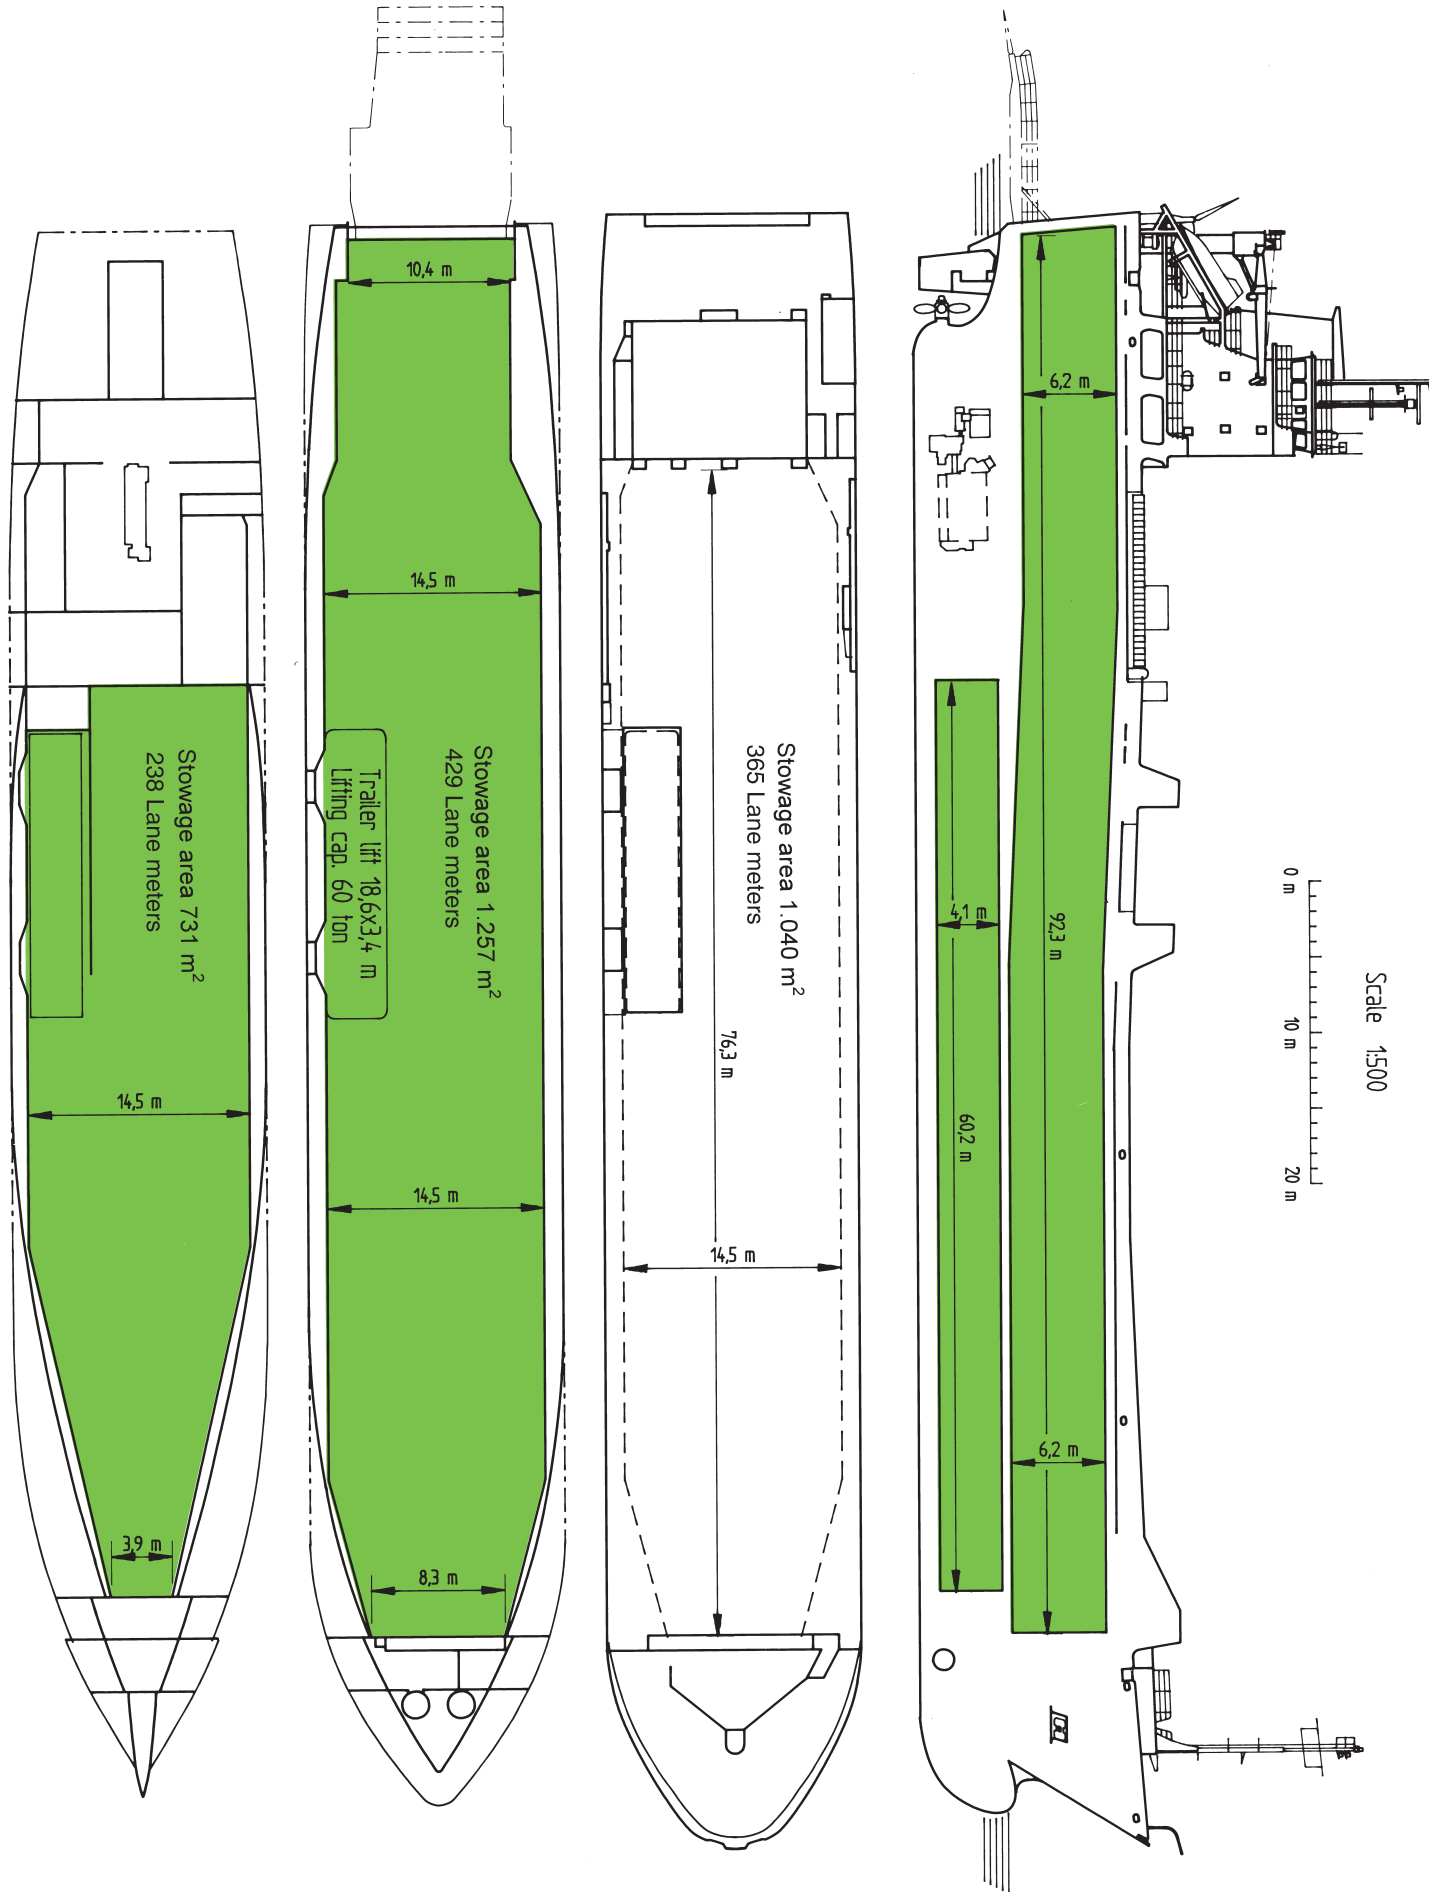 Scale 1:500
0 m
10 m
20 m
6,2 m
92,3 m
4,1 m
60,2 m
6,2 m
Stowage area 1.040 m²
365 Lane meters
76,3 m
14,5 m
10,4 m
14,5 m
Stowage area 1.257 m²
429 Lane meters
Trailer lift 18,6x3,4 m
Lifting cap. 60 ton
14,5 m
8,3 m
Stowage area 731 m²
238 Lane meters
14,5 m
3,9 m